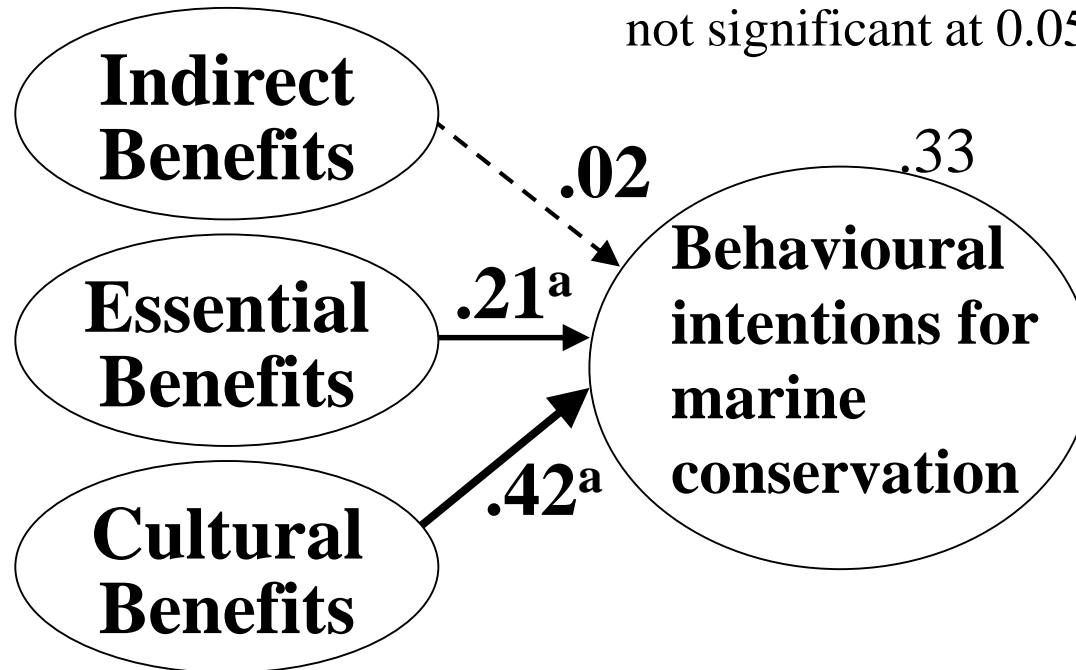 not significant at 0.05
Indirect
Benefits
.02
.33
Essential
Benefits
.21ᵃ
Behavioural
intentions for
marine
conservation
Cultural
Benefits
.42ᵃ